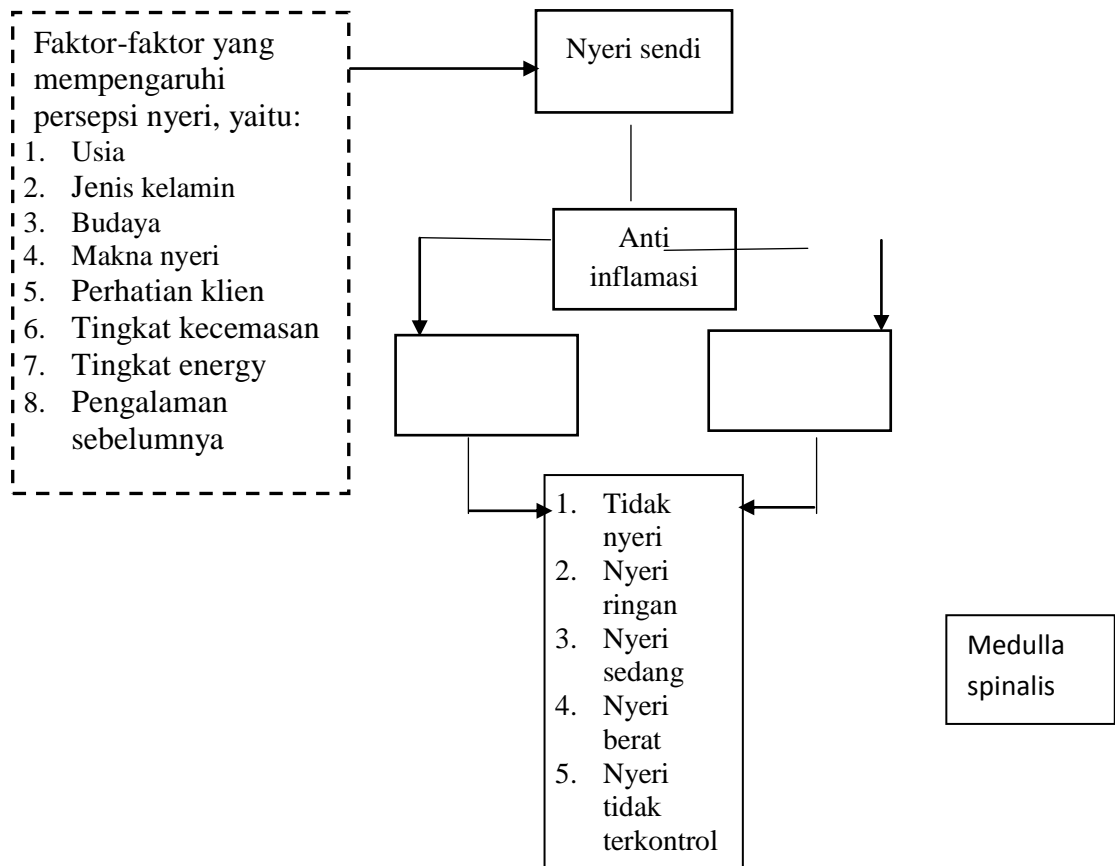 Faktor-faktor yang
mempengaruhi
persepsi nyeri, yaitu:
1. Usia
2. Jenis kelamin
3. Budaya
4. Makna nyeri
5. Perhatian klien
6. Tingkat kecemasan
7. Tingkat energy
8. Pengalaman
sebelumnya
Nyeri sendi
Anti
inflamasi
1. Tidak
nyeri
2. Nyeri
ringan
3. Nyeri
sedang
4. Nyeri
berat
5. Nyeri
tidak
terkontrol
Medulla
spinalis